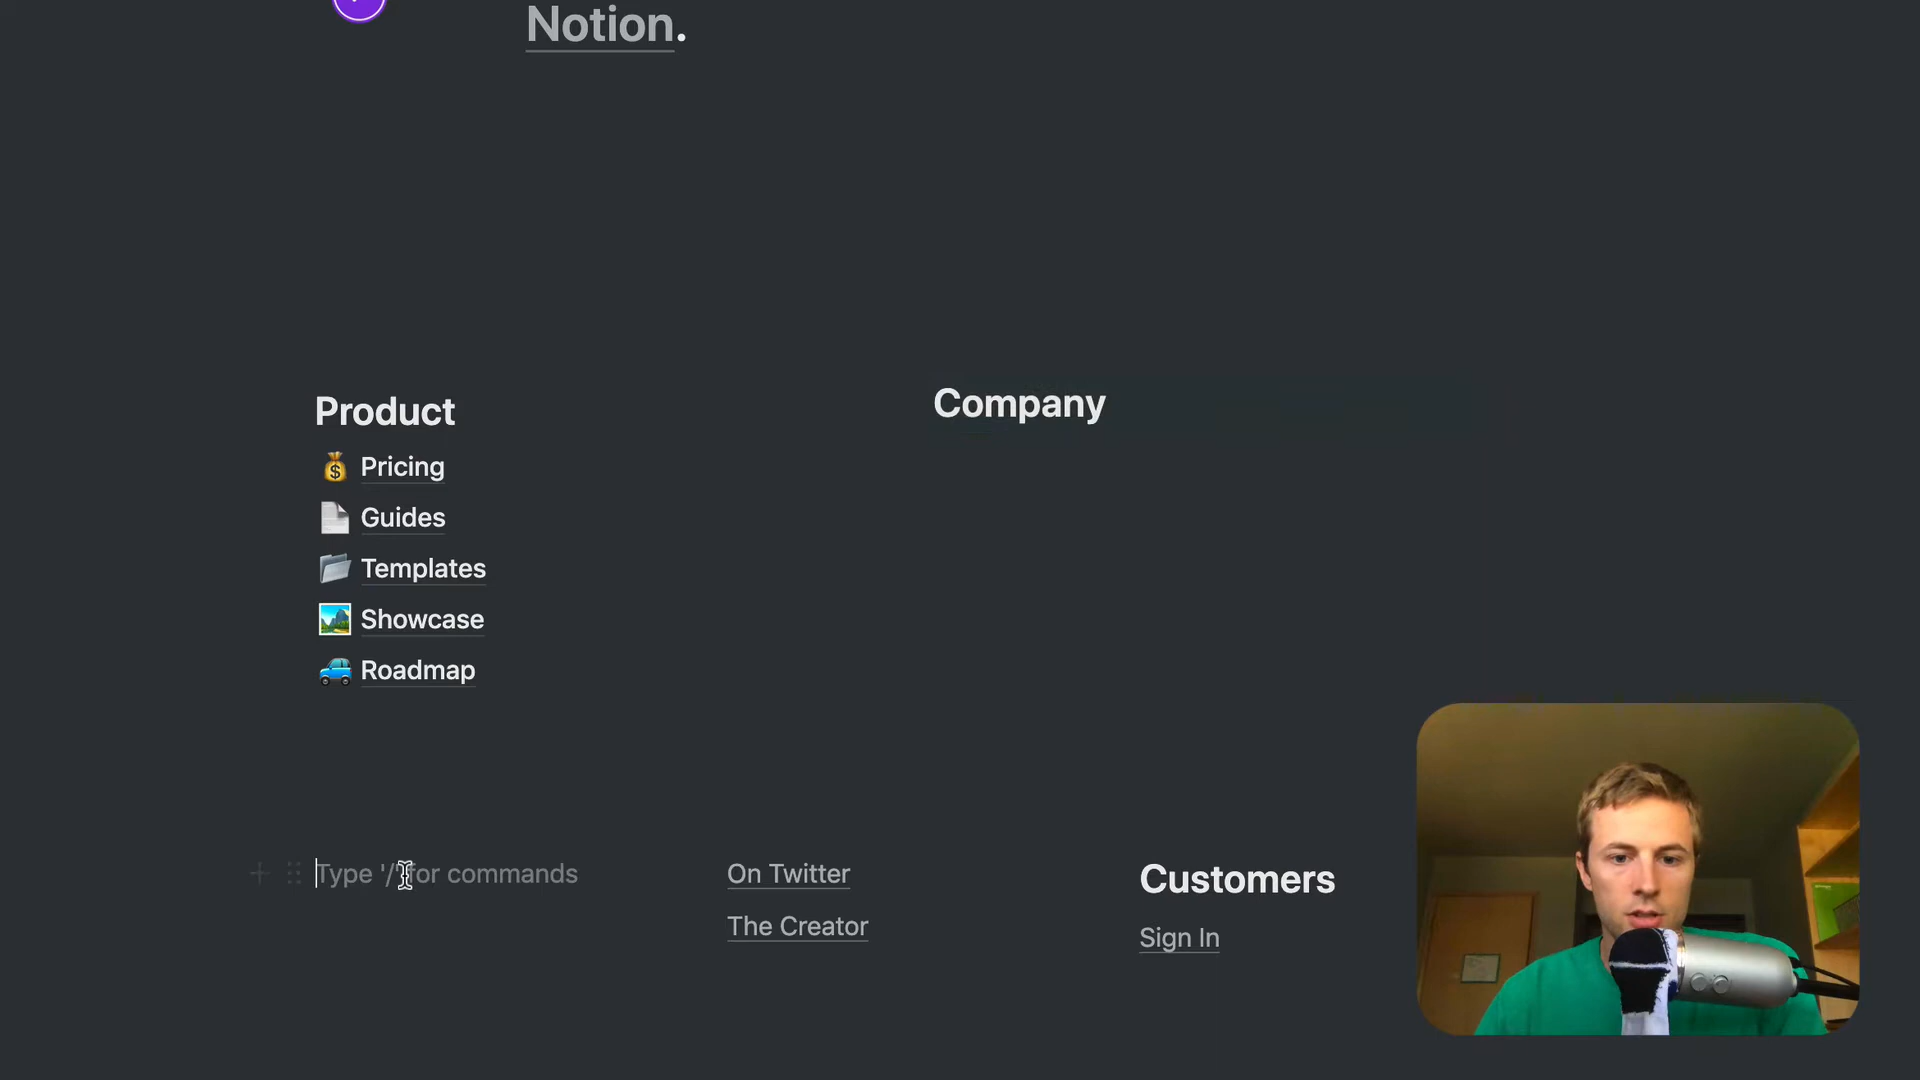 Notion.
Product
Company
Pricing
Guides
Templates
Showcase
Roadmap
Type '/' for commands
On Twitter
The Creator
Customers
Sign In